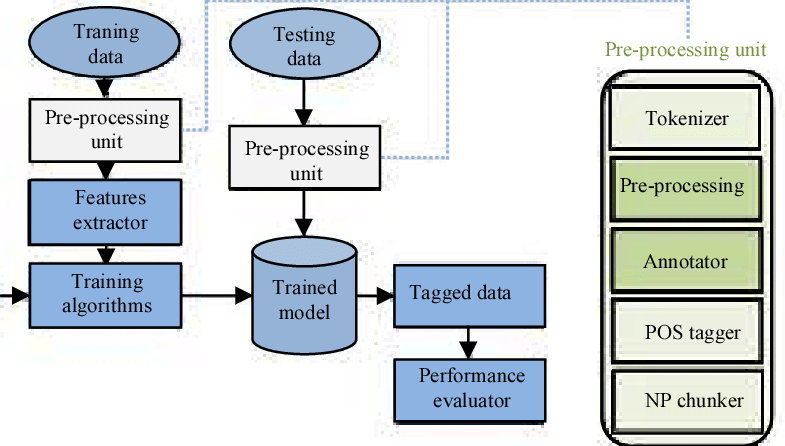 Traning
data
Pre-processing
unit
Features
extractor
Training
algorithms
Testing
data
Pre-processing
unit
Trained
model
Tagged data
Performance
evaluator
Pre-processing unit
Tokenizer
Pre-processing
Annotator
POS tagger
NP chunker